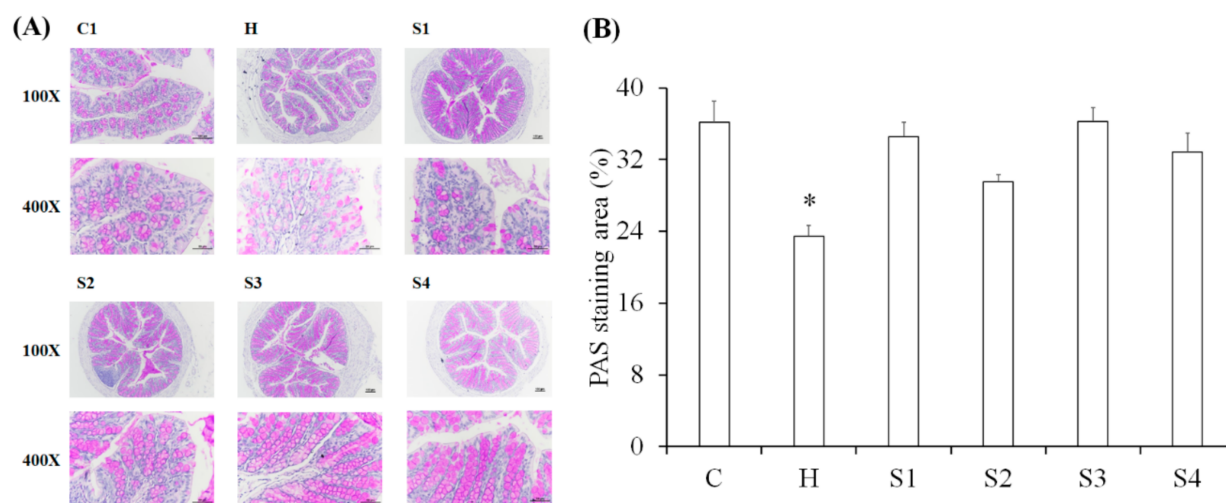 (A)
C1 H S1
100X
400X
S2 S3 S4
100X
400X
(B)
PAS staining area (%)
40
32
24
16
8
0
*
C H S1 S2 S3 S4